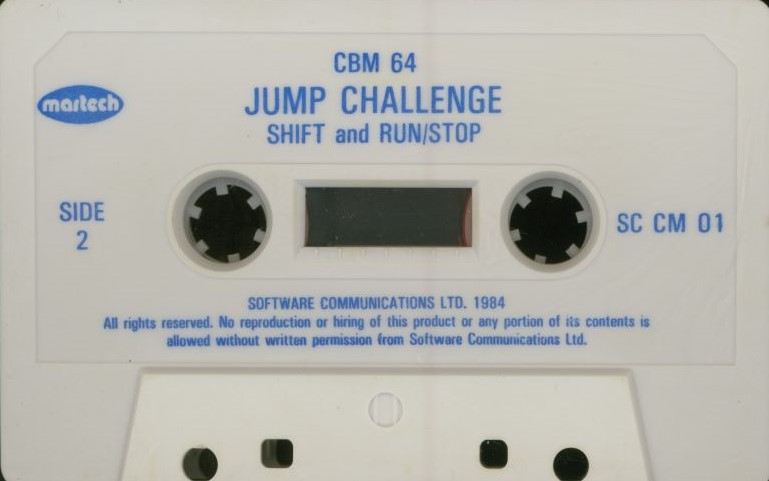 CBM 64
martech
JUMP CHALLENGE
SHIFT and RUN/STOP
SIDE
2
SC CM 01
SOFTWARE COMMUNICATIONS LTD. 1984
All rights reserved. No reproduction or hiring of this product or any portion of its contents is
allowed without written permission from Software Communications Ltd.